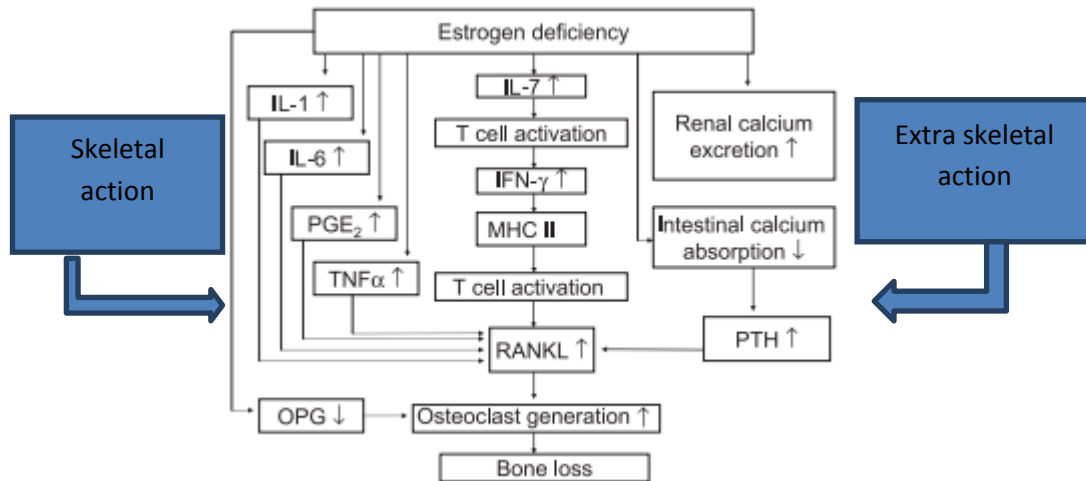 Estrogen deficiency
Skeletal
action
IL-1 ↑
IL-6 ↑
PGE₂ ↑
TNFα ↑
IL-7 ↑
T cell activation
IFN-γ ↑
MHC II
T cell activation
RANKL ↑
Renal calcium
excretion ↑
Intestinal calcium
absorption ↓
PTH ↑
Extra skeletal
action
OPG ↓
Osteoclast generation ↑
Bone loss